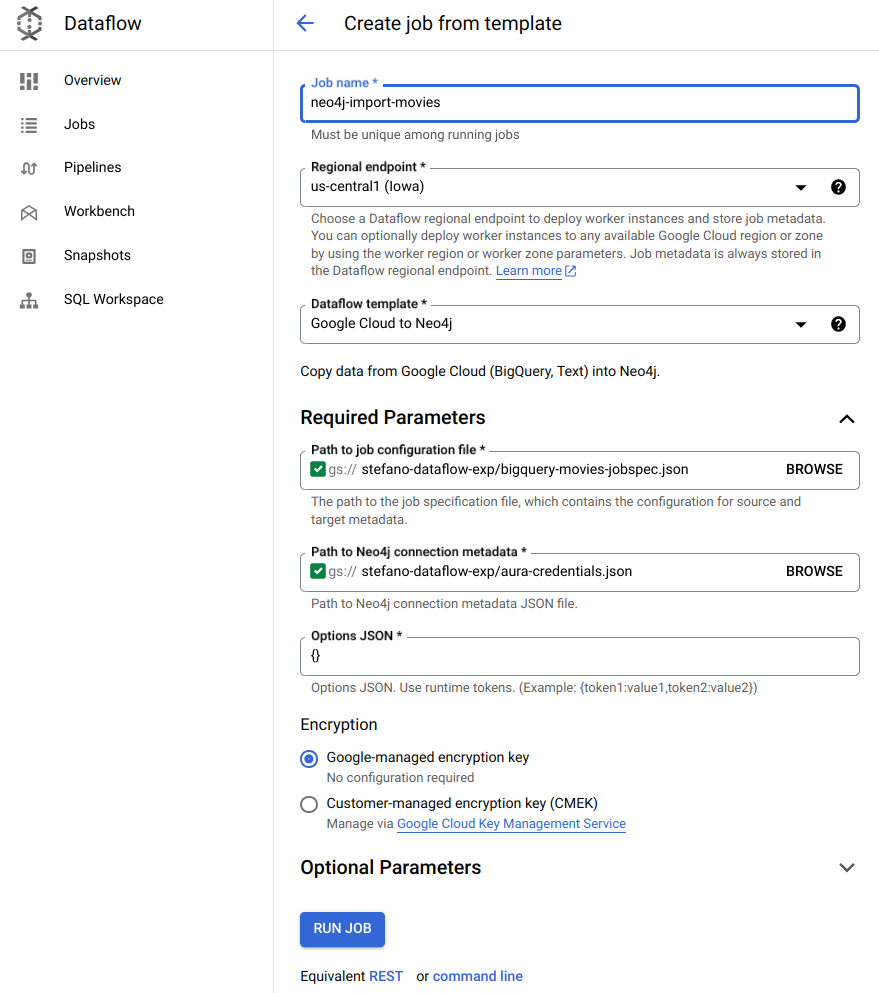 Dataflow
Create job from template
Overview
Jobs
Pipelines
Workbench
Snapshots
SQL Workspace
Job name *
neo4j-import-movies
Must be unique among running jobs
Regional endpoint *
us-central1 (Iowa)
Choose a Dataflow regional endpoint to deploy worker instances and store job metadata.
You can optionally deploy worker instances to any available Google Cloud region or zone
by using the worker region or worker zone parameters. Job metadata is always stored in
the Dataflow regional endpoint. Learn more
Dataflow template *
Google Cloud to Neo4j
Copy data from Google Cloud (BigQuery, Text) into Neo4j.
Required Parameters
Path to job configuration file *
gs:// stefano-dataflow-exp/bigquery-movies-jobspec.json BROWSE
The path to the job specification file, which contains the configuration for source and
target metadata.
Path to Neo4j connection metadata *
gs:// stefano-dataflow-exp/aura-credentials.json BROWSE
Path to Neo4j connection metadata JSON file.
Options JSON *
{}
Options JSON. Use runtime tokens. (Example: {token1:value1,token2:value2})
Encryption
Google-managed encryption key
No configuration required
Customer-managed encryption key (CMEK)
Manage via Google Cloud Key Management Service
Optional Parameters
RUN JOB
Equivalent REST or command line